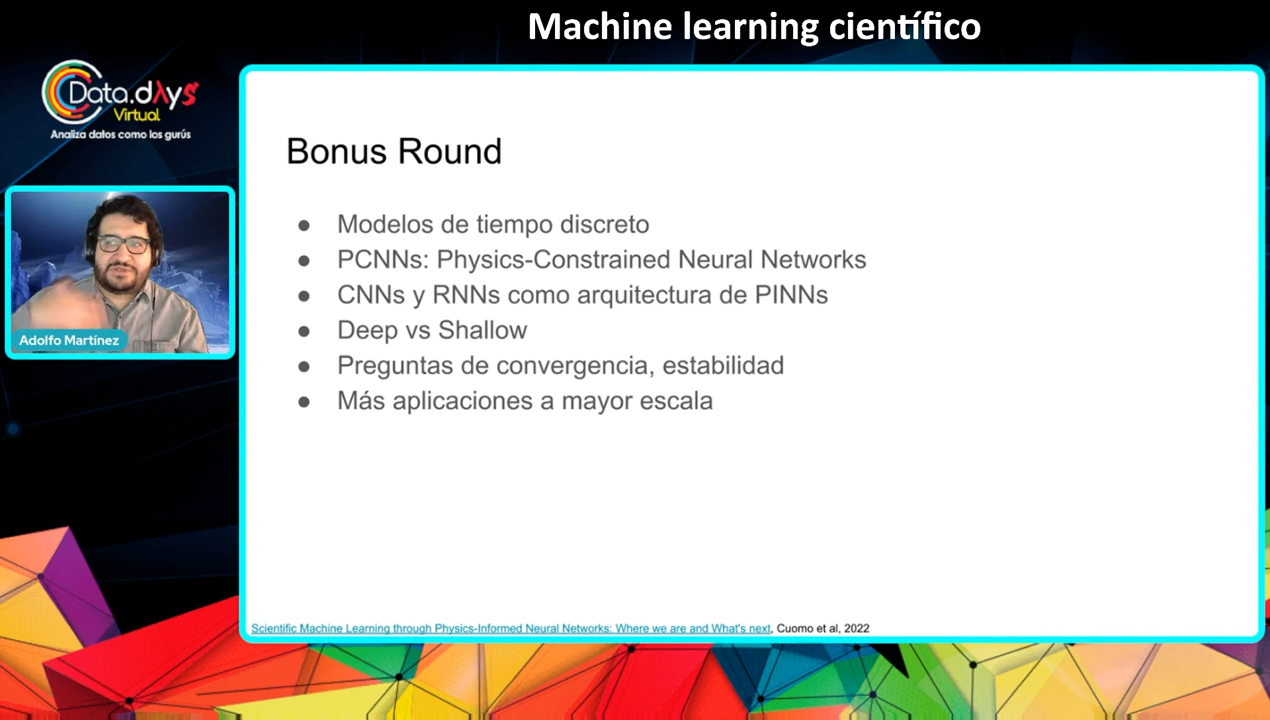 Machine learning científico
Data.dλys
Virtual
Analiza datos como los gurús
Adolfo Martínez
Bonus Round
● Modelos de tiempo discreto
● PCNNs: Physics-Constrained Neural Networks
● CNNs y RNNs como arquitectura de PINNs
● Deep vs Shallow
● Preguntas de convergencia, estabilidad
● Más aplicaciones a mayor escala
Scientific Machine Learning through Physics-Informed Neural Networks: Where we are and What's next, Cuomo et al, 2022